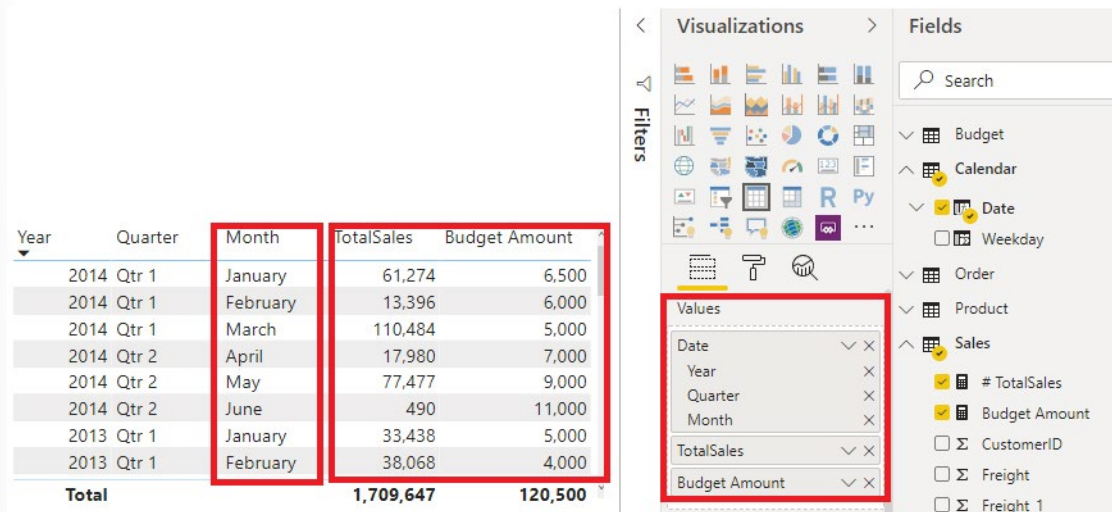 Visualizations
Fields
Search
Filters
Budget
Calendar
Date
Weekday
Order
Product
Sales
# TotalSales
Budget Amount
Σ CustomerID
Σ Freight
Σ Freight 1
123
R Py
...
Values
Date
Year
Quarter
Month
TotalSales
Budget Amount
Year Quarter Month TotalSales Budget Amount
2014 Qtr 1 January 61,274 6,500
2014 Qtr 1 February 13,396 6,000
2014 Qtr 1 March 110,484 5,000
2014 Qtr 2 April 17,980 7,000
2014 Qtr 2 May 77,477 9,000
2014 Qtr 2 June 490 11,000
2013 Qtr 1 January 33,438 5,000
2013 Qtr 1 February 38,068 4,000
Total 1,709,647 120,500